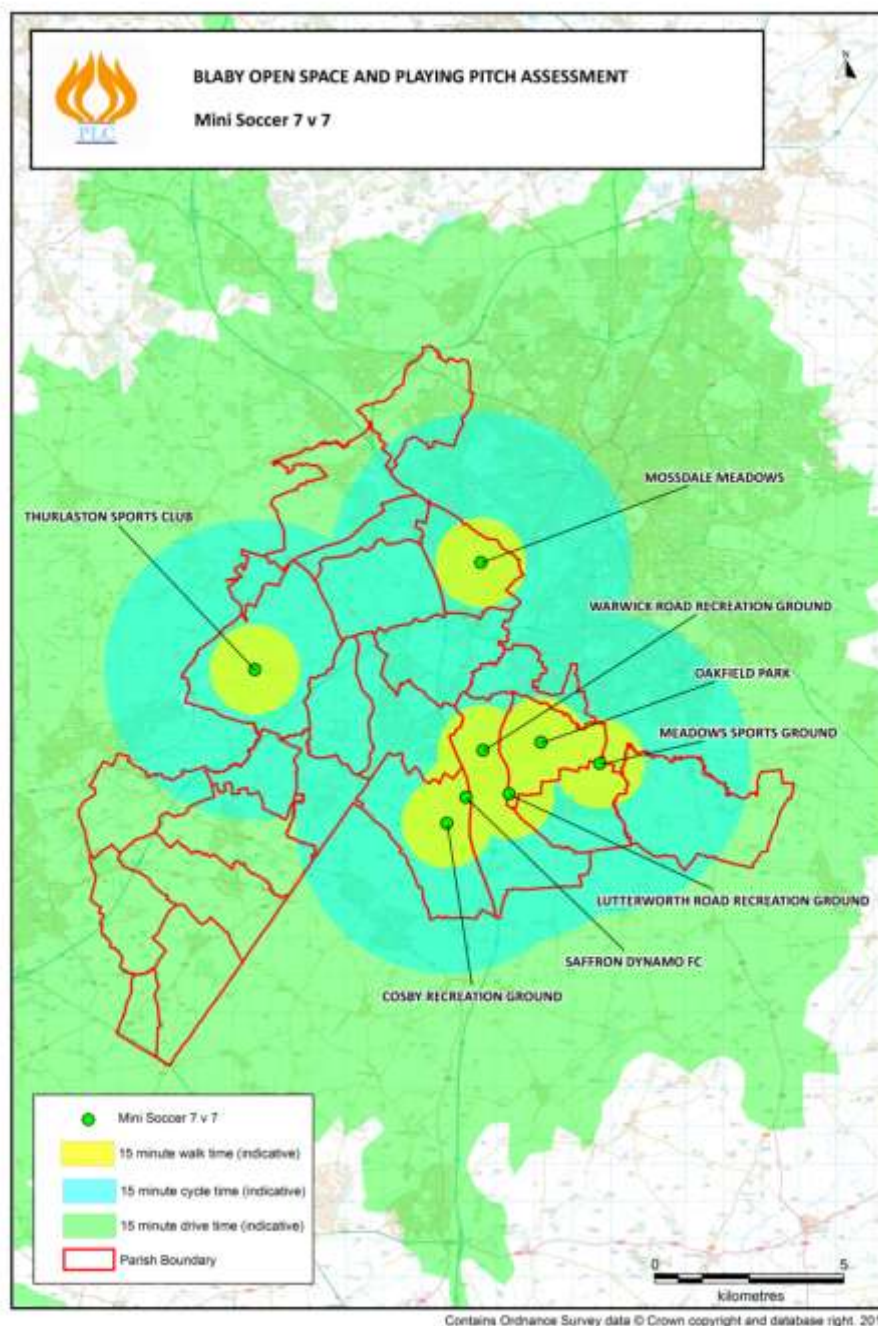 BLABY OPEN SPACE AND PLAYING PITCH ASSESSMENT
Mini Soccer 7 v 7
PLC
N
MOSSDALE MEADOWS
THURLASTON SPORTS CLUB
WARWICK ROAD RECREATION GROUND
OAKFIELD PARK
MEADOWS SPORTS GROUND
LUTTERWORTH ROAD RECREATION GROUND
SAFFRON DYNAMO FC
COSBY RECREATION GROUND
Mini Soccer 7 v 7
15 minute walk time (indicative)
15 minute cycle time (indicative)
15 minute drive time (indicative)
Parish Boundary
0 5
kilometres
Contains Ordnance Survey data © Crown copyright and database right. 201